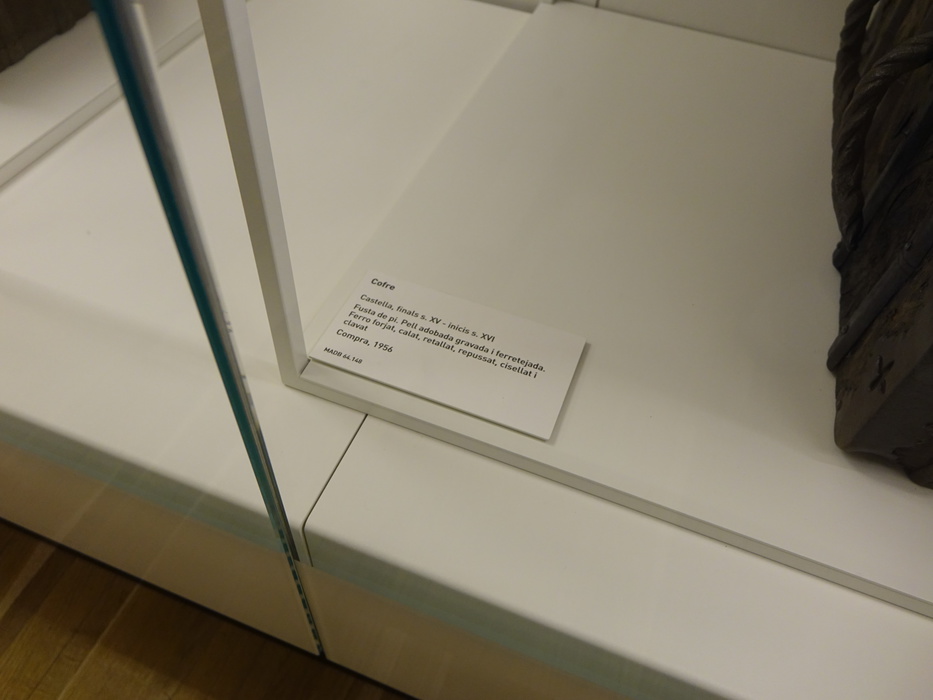 Cofre
Castella, finals s. XV - inicis s. XVI
Fusta de pi. Pell adobada gravada i ferretejada.
Ferro forjat, calat, retallat, repussat, cisellat i
clavat
Compra, 1956
MADB 64.148